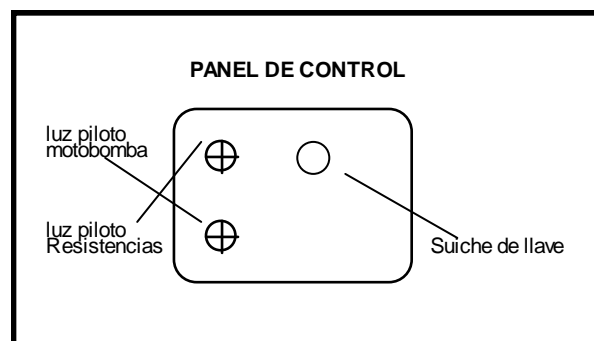 PANEL DE CONTROL
luz piloto
motobomba
luz piloto
Resistencias
Suiche de llave